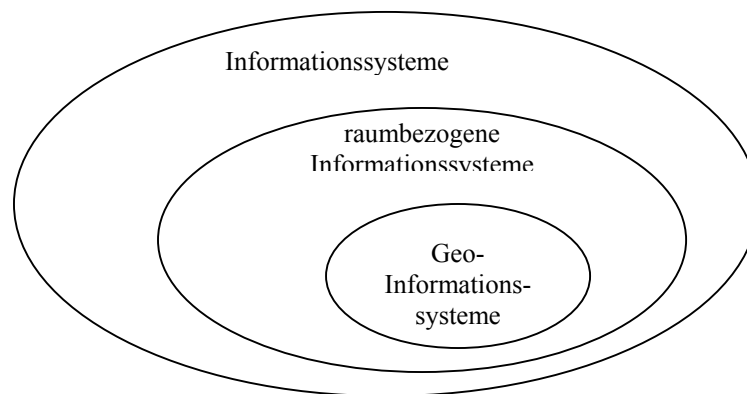 Informationssysteme
raumbezogene
Informationssysteme
Geo-
Informations-
systeme